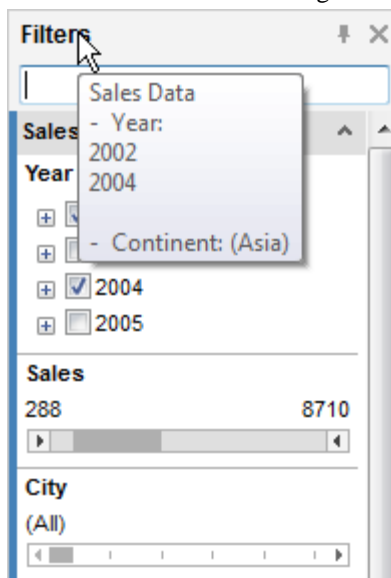 Filters
Sales Data
- Year:
2002
2004
- Continent: (Asia)
Sales
Year
2004
2005
Sales
288 8710
City
(All)